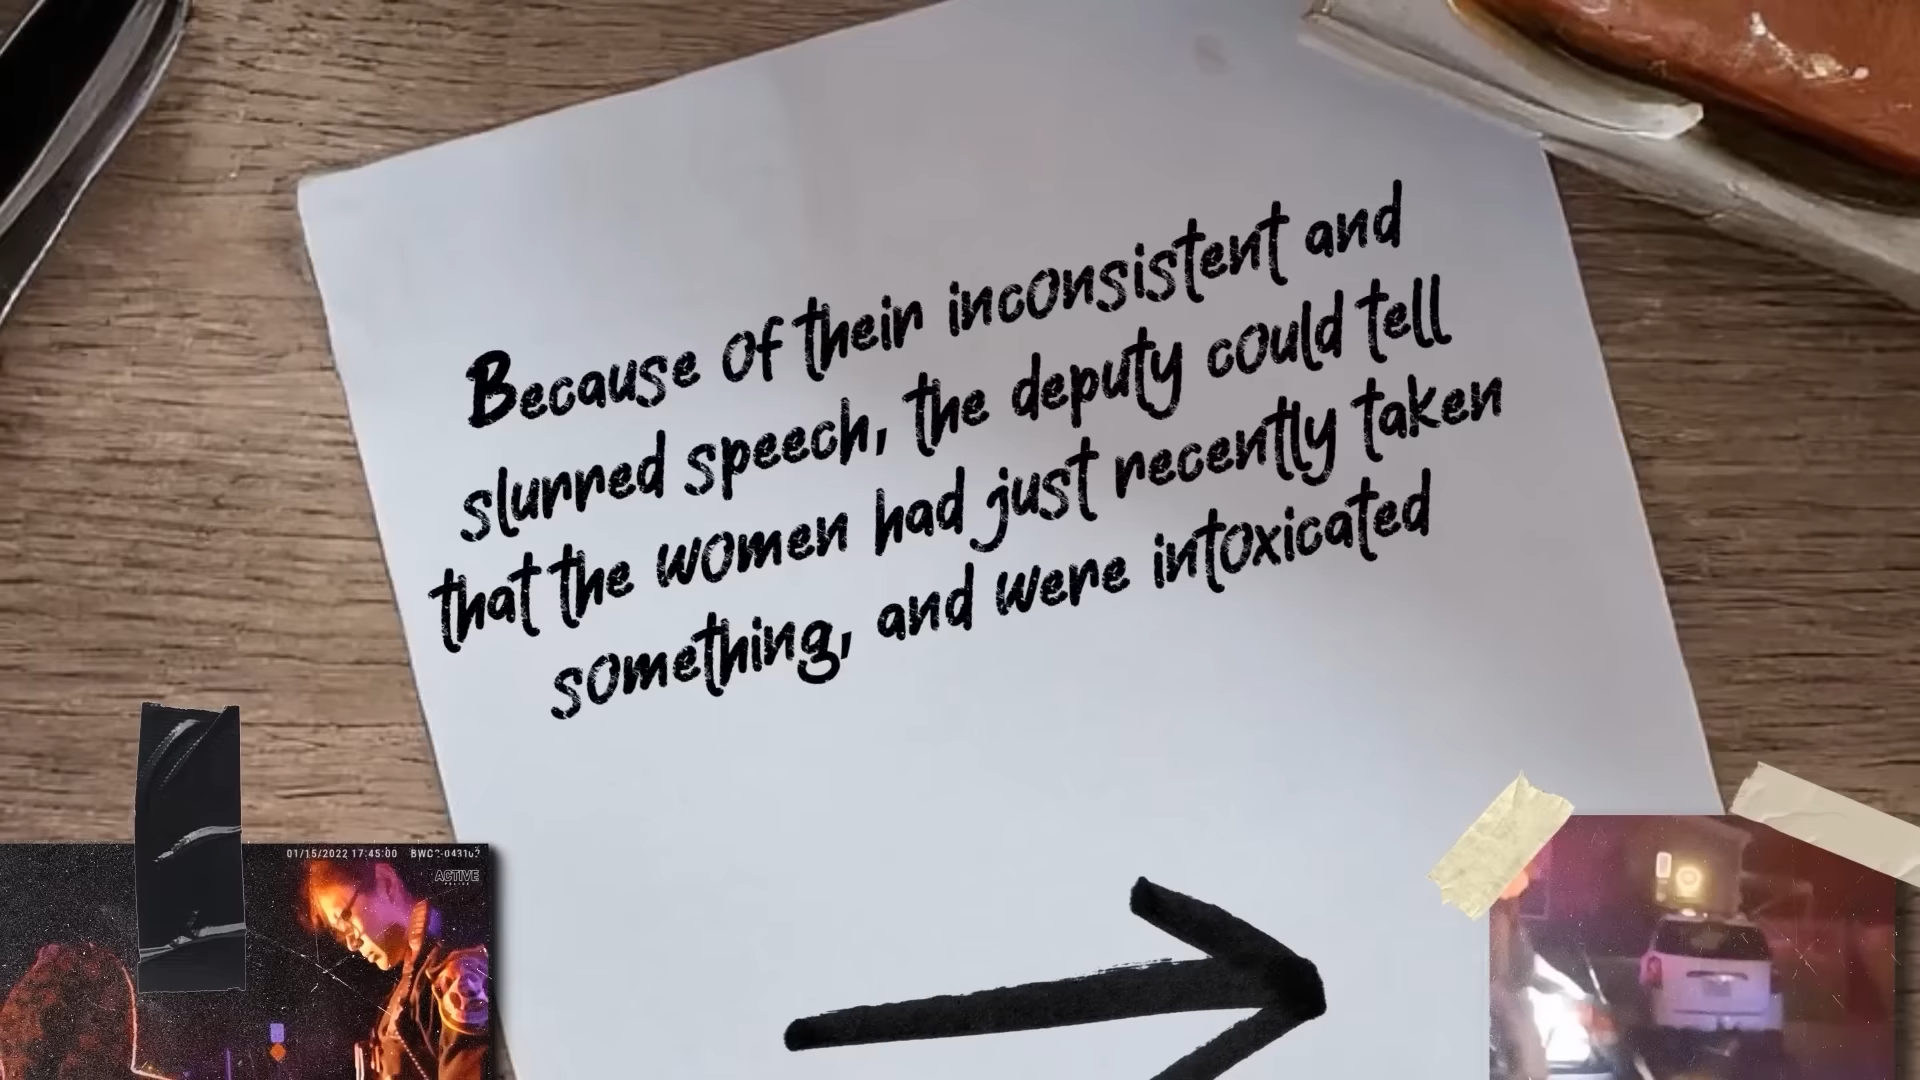 Because of their inconsistent and
slurred speech, the deputy could tell
that the women had just recently taken
something, and were intoxicated
01/15/2022 17:45:00
ACTIVE